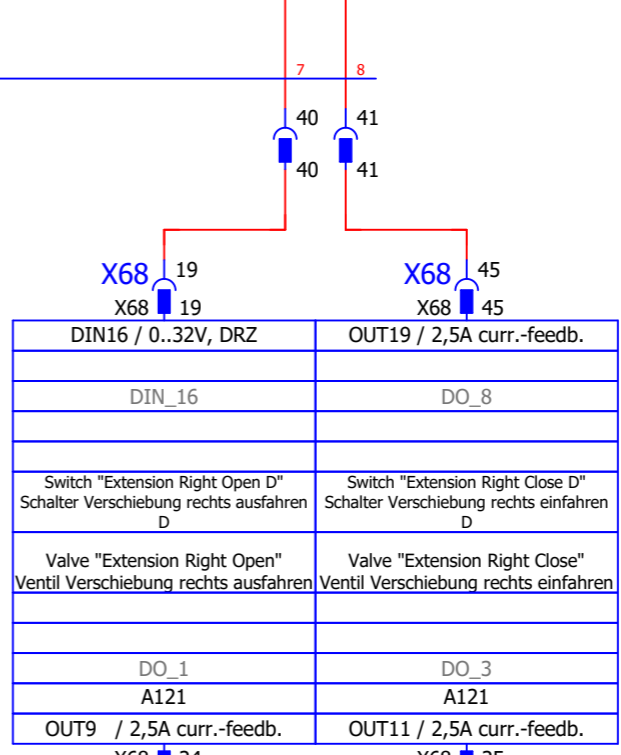 7 8
40 41
40 41
X68 19 X68 45
X68 19 X68 45
DIN16 / 0..32V, DRZ OUT19 / 2,5A curr.-feedb.
DIN_16 DO_8
Switch "Extension Right Open D" Switch "Extension Right Close D"
Schalter Verschiebung rechts ausfahren Schalter Verschiebung rechts einfahren
D D
Valve "Extension Right Open" Valve "Extension Right Close"
Ventil Verschiebung rechts ausfahren Ventil Verschiebung rechts einfahren
DO_1 DO_3
A121 A121
OUT9 / 2,5A curr.-feedb. OUT11 / 2,5A curr.-feedb.